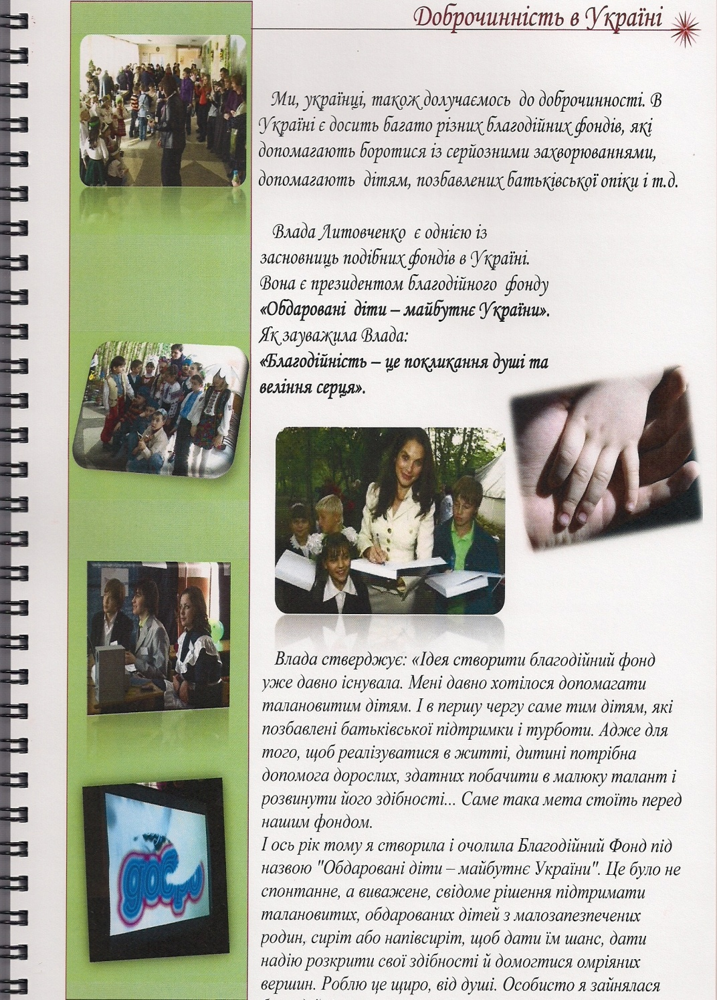 Доброчинність в Україні
Ми, українці, також долучаємось до доброчинності. В
Україні є досить багато різних благодійних фондів, які
допомагають боротися із серйозними захворюваннями,
допомагають дітям, позбавлених батьківської опіки і т.д.
Влада Литовченко є однією із
засновниць подібних фондів в Україні.
Вона є президентом благодійного фонду
«Обдаровані діти – майбутнє України».
Як зауважила Влада:
«Благодійність – це покликання душі та
веління серця».
Влада стверджує: «Ідея створити благодійний фонд
уже давно існувала. Мені давно хотілося допомагати
талановитим дітям. І в першу чергу саме тим дітям, які
позбавлені батьківської підтримки і турботи. Адже для
того, щоб реалізуватися в житті, дитині потрібна
допомога дорослих, здатних побачити в малюку талант і
розвинути його здібності... Саме така мета стоїть перед
нашим фондом.
І ось рік тому я створила і очолила Благодійний Фонд під
назвою "Обдаровані діти – майбутнє України". Це було не
спонтанне, а виважене, свідоме рішення підтримати
талановитих, обдарованих дітей з малозапезпечених
родин, сиріт або напівсиріт, щоб дати їм шанс, дати
надію розкрити свої здібності й домогтися омріяних
вершин. Роблю це щиро, від душі. Особисто я зайнялася
добро